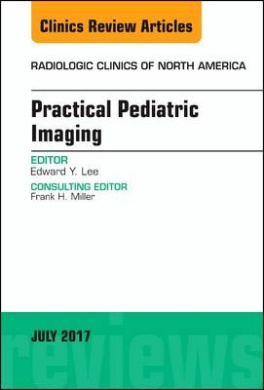 Clinics Review Articles
RADIOLOGIC CLINICS OF NORTH AMERICA
Practical Pediatric
Imaging
EDITOR
Edward Y. Lee
CONSULTING EDITOR
Frank H. Miller
JULY 2017
reviews